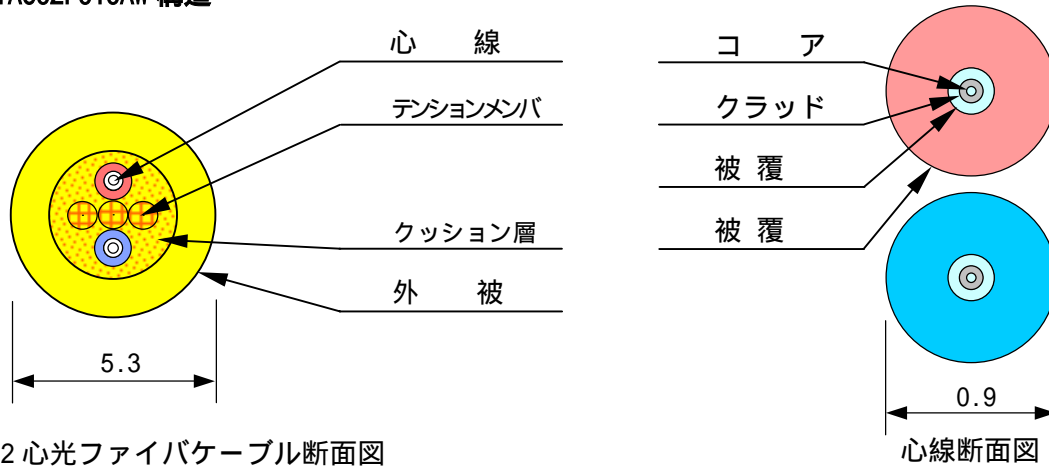 構造
心 線
テンションメンバ
クッション層
外 被
5.3
2心光ファイバケーブル断面図
コ ア
クラッド
被 覆
被 覆
0.9
心線断面図